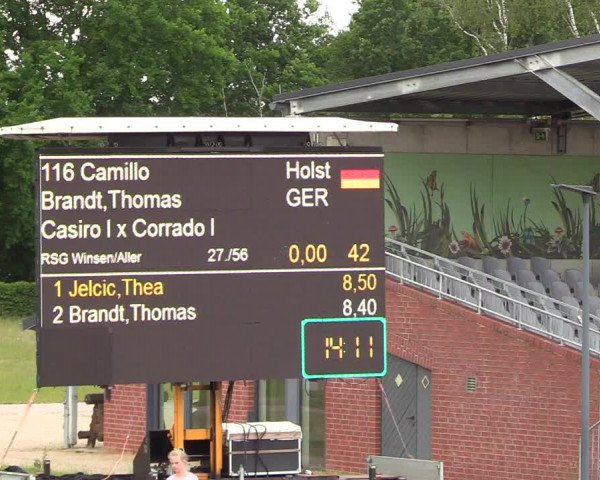 116 Camillo Holst
Brandt,Thomas GER
Casiro I x Corrado I
RSG Winsen/Aller 27./56 0,00 42
1 Jelcic,Thea 8,50
2 Brandt,Thomas 8,40
14:11